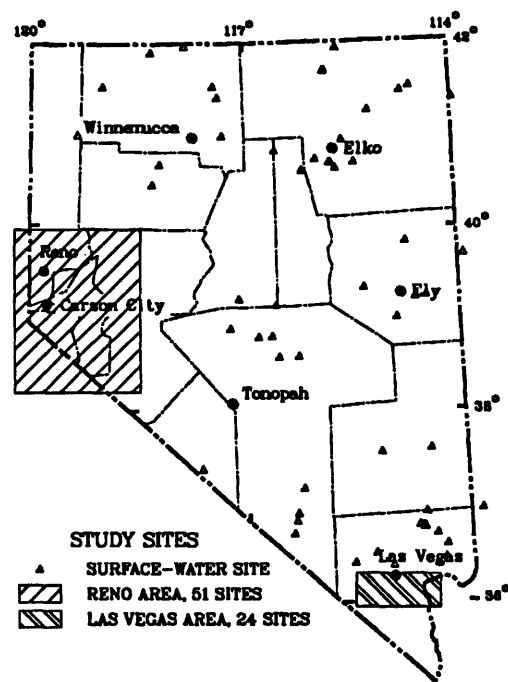 120° 117° 114°
42°
Winnemucca
Elko
40°
Reno
Carson City
Ely
Tonopah
38°
Las Vegas
36°
STUDY SITES
SURFACE-WATER SITE
RENO AREA, 51 SITES
LAS VEGAS AREA, 24 SITES